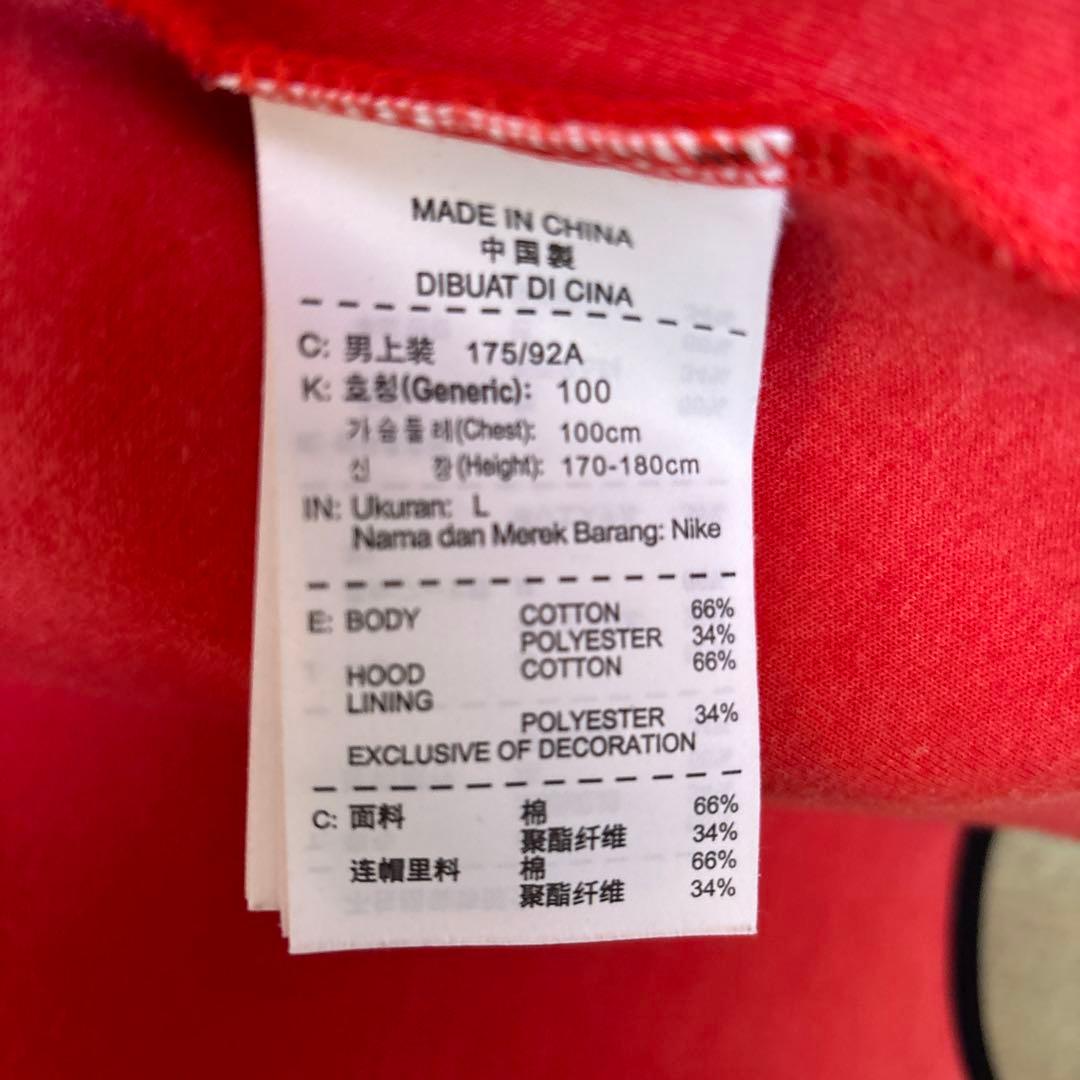 MADE IN CHINA
中国製
DIBUAT DI CINA
C: 男上装 175/92A
K: 호칭(Generic): 100
가슴둘레(Chest): 100cm
신 장(Height): 170-180cm
IN: Ukuran: L
Nama dan Merek Barang: Nike
E: BODY COTTON 66%
POLYESTER 34%
HOOD COTTON 66%
LINING
POLYESTER 34%
EXCLUSIVE OF DECORATION
C: 面料 棉 66%
聚酯纤维 34%
连帽里料 棉 66%
聚酯纤维 34%